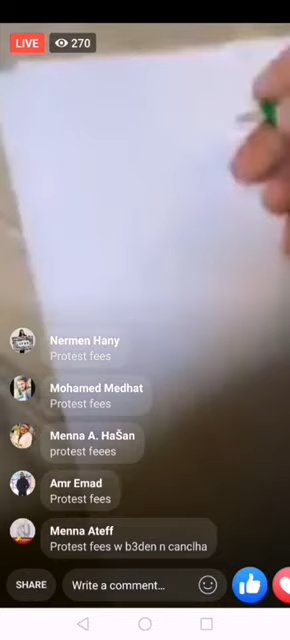 LIVE 270
Nermen Hany
Protest fees
Mohamed Medhat
Protest fees
Menna A. HaŠan
protest feees
Amr Emad
Protest fees
Menna Ateff
Protest fees w b3den n canclha
SHARE Write a comment...